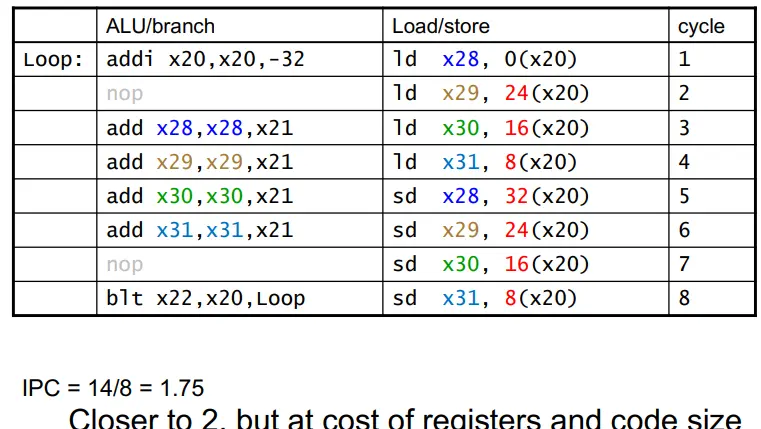 ALU/branch Load/store cycle
Loop: addi x20,x20,-32 ld x28, 0(x20) 1
nop ld x29, 24(x20) 2
add x28,x28,x21 ld x30, 16(x20) 3
add x29,x29,x21 ld x31, 8(x20) 4
add x30,x30,x21 sd x28, 32(x20) 5
add x31,x31,x21 sd x29, 24(x20) 6
nop sd x30, 16(x20) 7
blt x22,x20,Loop sd x31, 8(x20) 8
IPC = 14/8 = 1.75
Closer to 2, but at cost of registers and code size